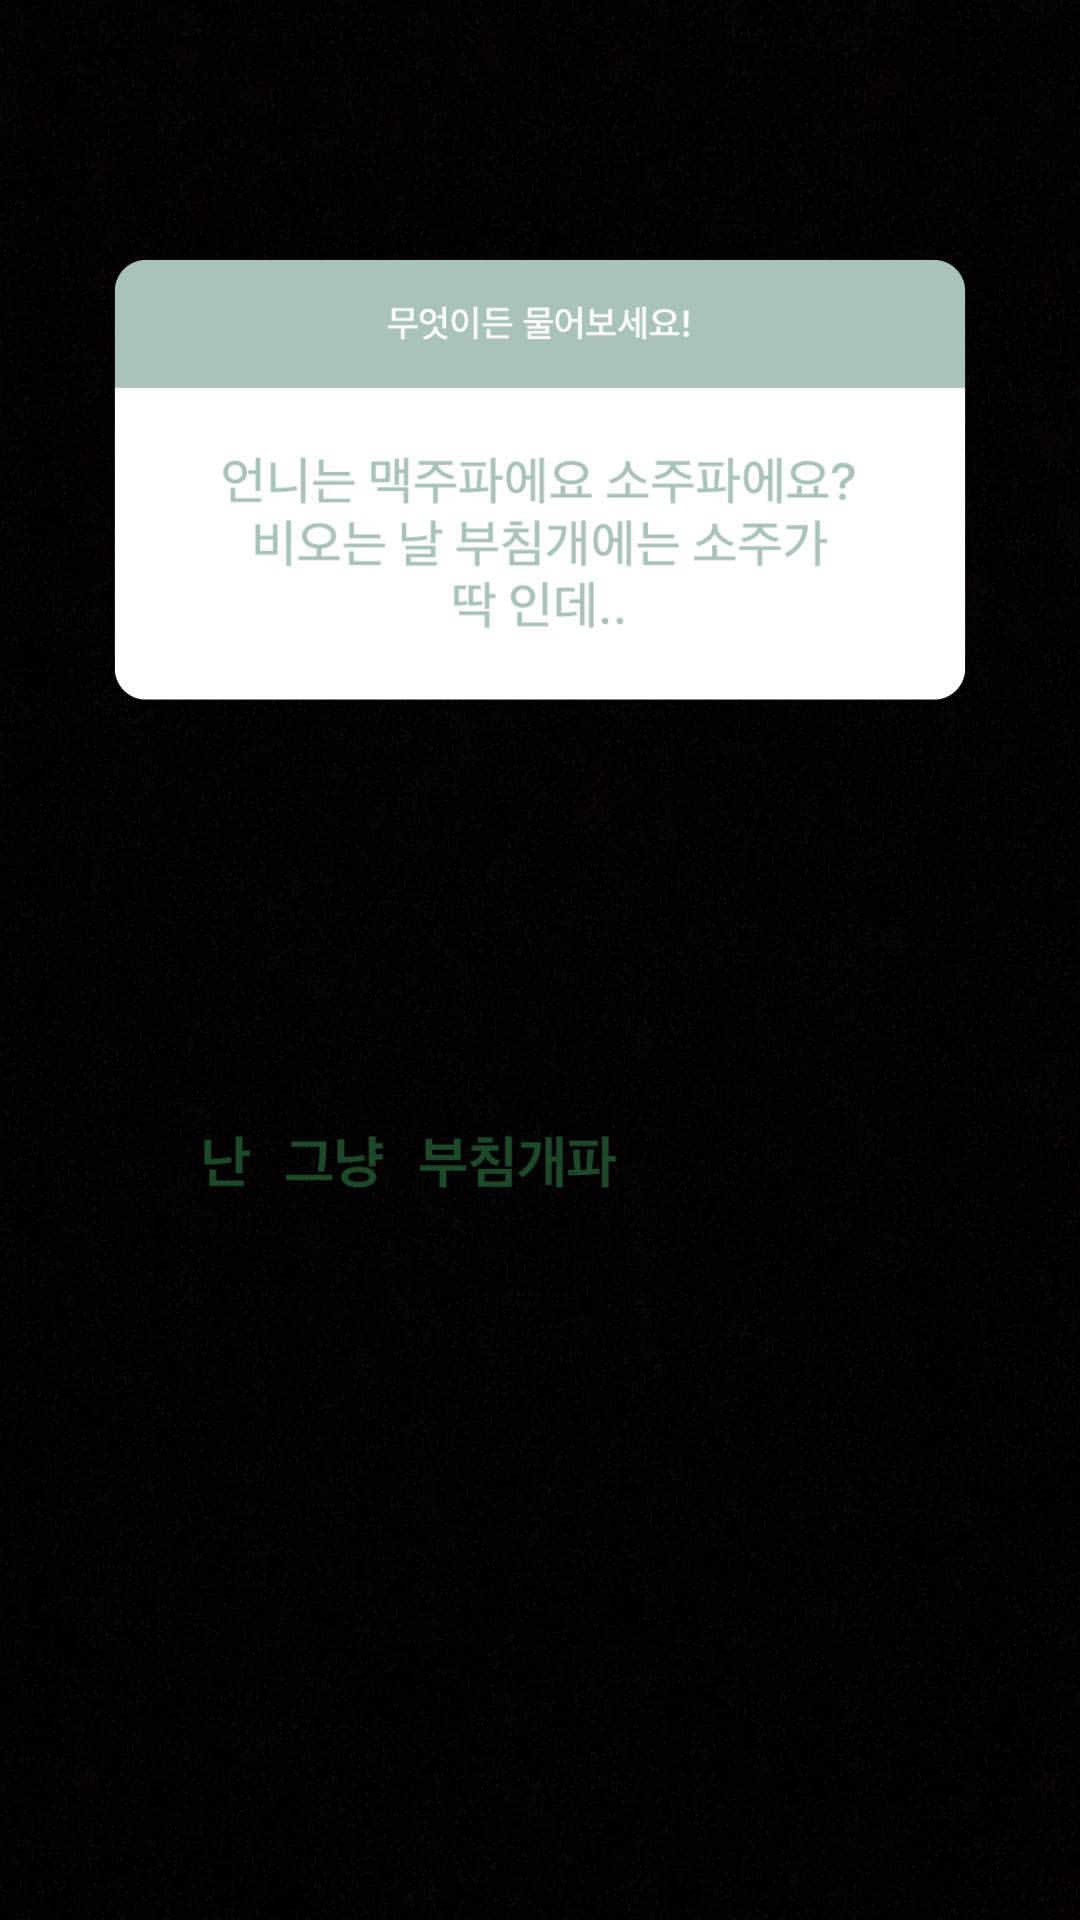 무엇이든 물어보세요!
언니는 맥주파에요 소주파에요?
비오는 날 부침개에는 소주가
딱 인데..
난 그냥 부침개파